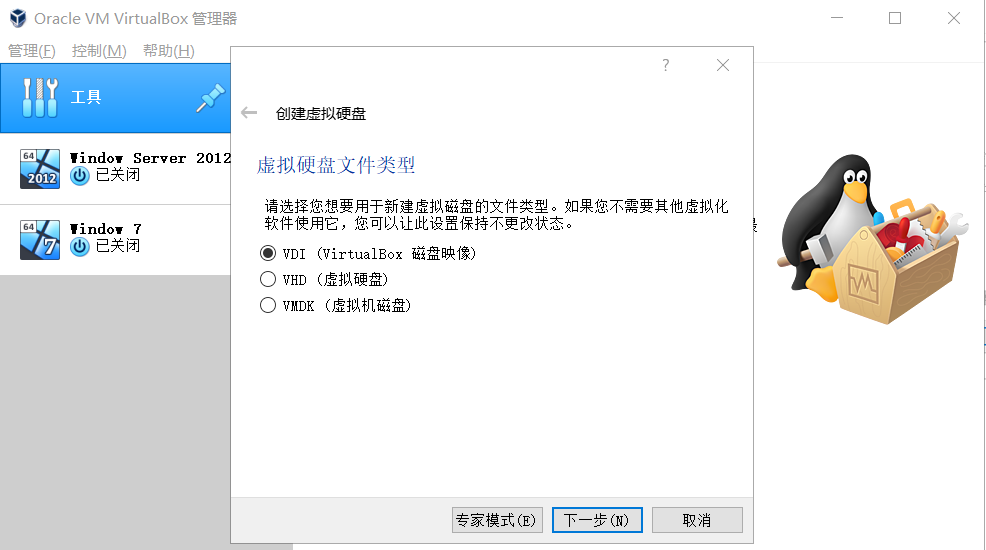 Oracle VM VirtualBox 管理器
管理(F) 控制(M) 帮助(H)
工具
64
2012
Window Server 2012
已关闭
64
7
Window 7
已关闭
?
创建虚拟硬盘
虚拟硬盘文件类型
请选择您想要用于新建虚拟磁盘的文件类型。如果您不需要其他虚拟化
软件使用它，您可以让此设置保持不更改状态。
VDI (VirtualBox 磁盘映像)
VHD (虚拟硬盘)
VMDK (虚拟机磁盘)
专家模式(E) 下一步(N) 取消